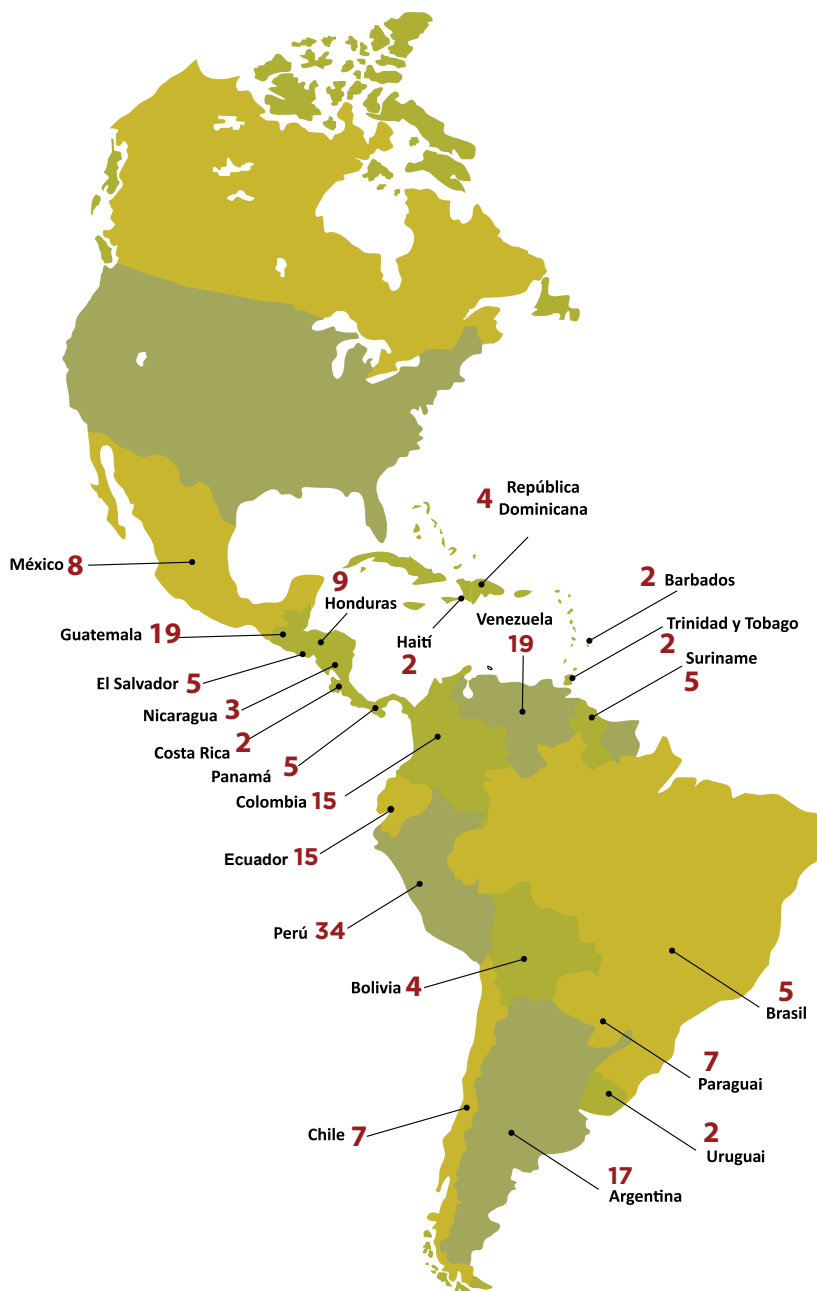 República
4 Dominicana
México 8
9
Honduras
2 Barbados
Guatemala 19
Haití
2
Venezuela
19
Trinidad y Tobago
2
Suriname
5
El Salvador 5
Nicaragua 3
Costa Rica 2
Panamá 5
Colombia 15
Ecuador 15
Perú 34
Bolivia 4
5
Brasil
7
Paraguai
Chile 7
2
Uruguai
17
Argentina